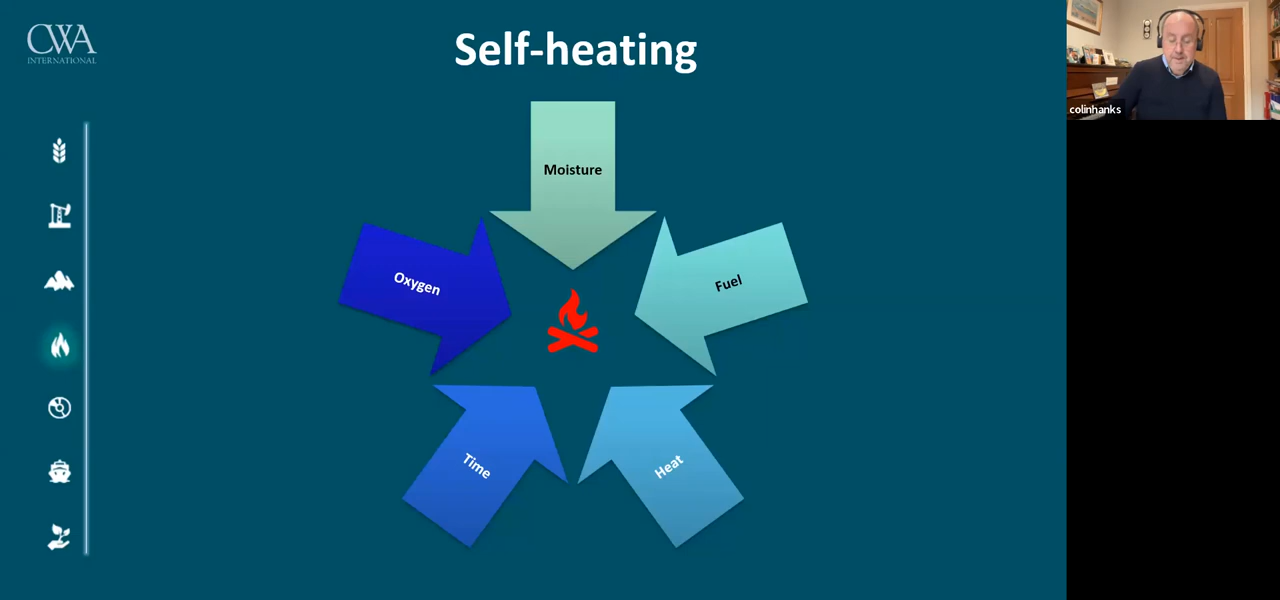 CWA
INTERNATIONAL
Self-heating
colinhanks
Moisture
Oxygen
Fuel
Time
Heat